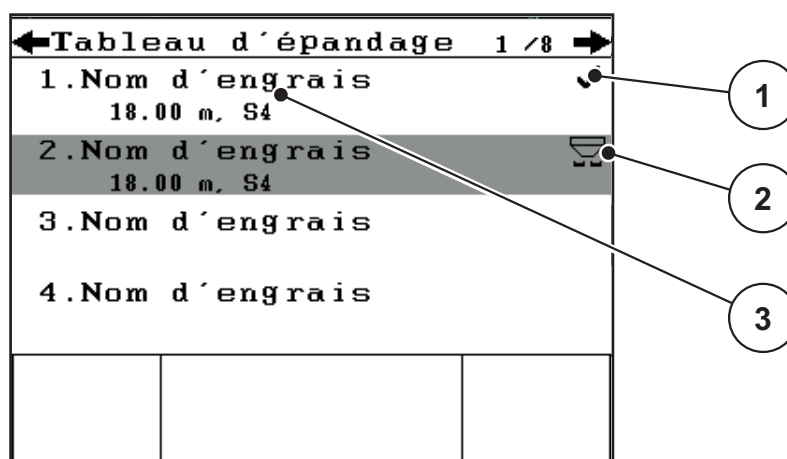 Tableau d´épandage 1/8
1.Nom d´engrais
18.00 m, S4
2.Nom d´engrais
18.00 m, S4
3.Nom d´engrais
4.Nom d´engrais
1
2
3